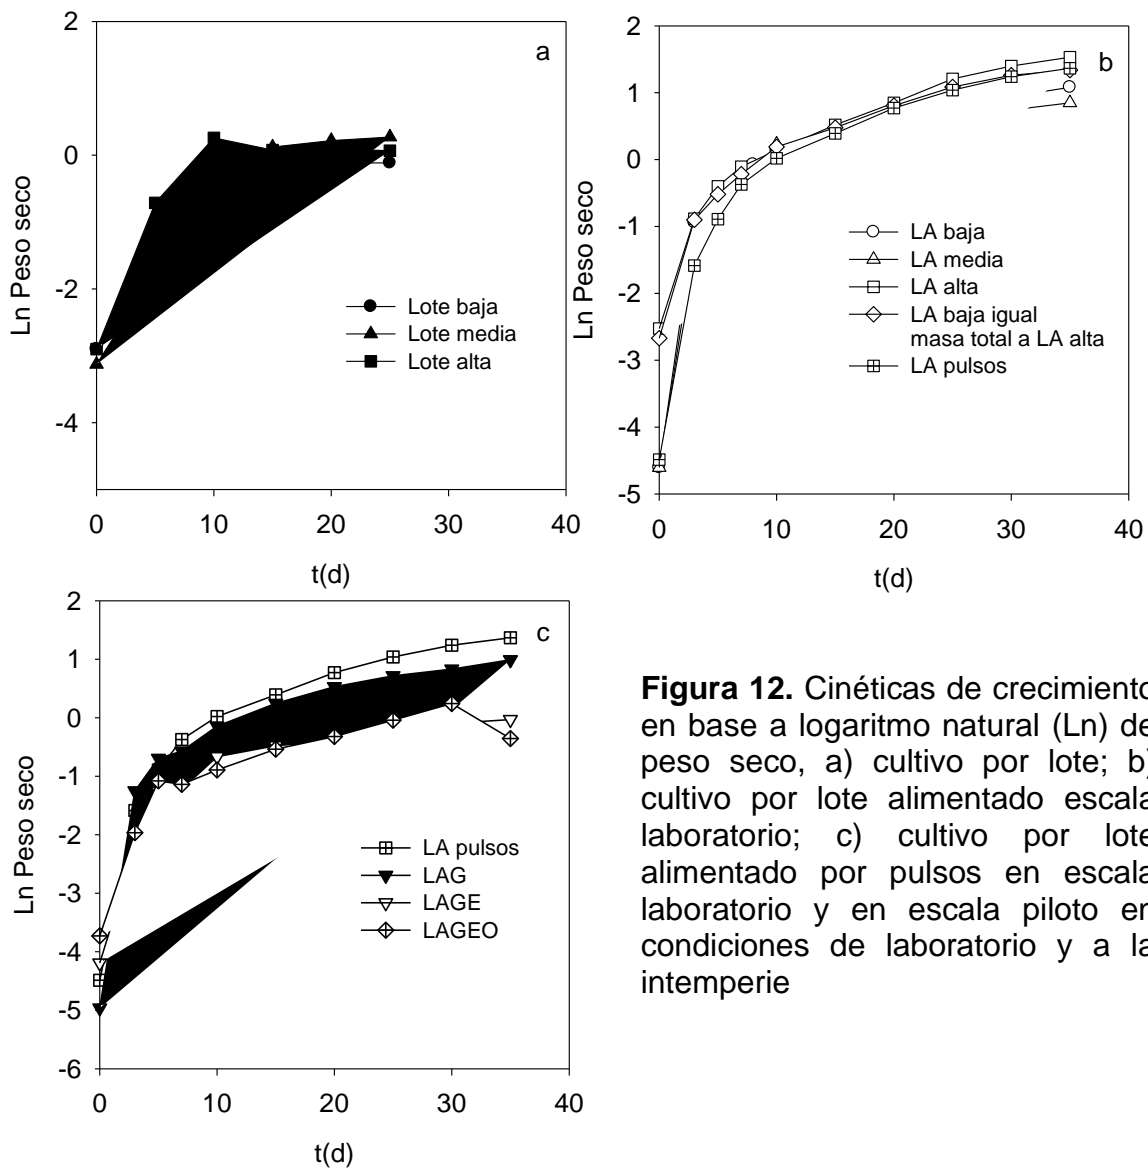 2
0
-2
-4
Ln Peso seco
a
Lote baja
Lote media
Lote alta
0
10
20
30
40
t(d)
2
1
0
-1
-2
-3
-4
-5
Ln Peso seco
b
LA baja
LA media
LA alta
LA baja igual
masa total a LA alta
LA pulsos
0
10
20
30
40
t(d)
2
1
0
-1
-2
-3
-4
-5
-6
Ln Peso seco
c
LA pulsos
LAG
LAGE
LAGEO
0
10
20
30
40
t(d)
Figura 12. Cinéticas de crecimiento
en base a logaritmo natural (Ln) de
peso seco, a) cultivo por lote; b)
cultivo por lote alimentado escala
laboratorio; c) cultivo por lote
alimentado por pulsos en escala
laboratorio y en escala piloto en
condiciones de laboratorio y a la
intemperie